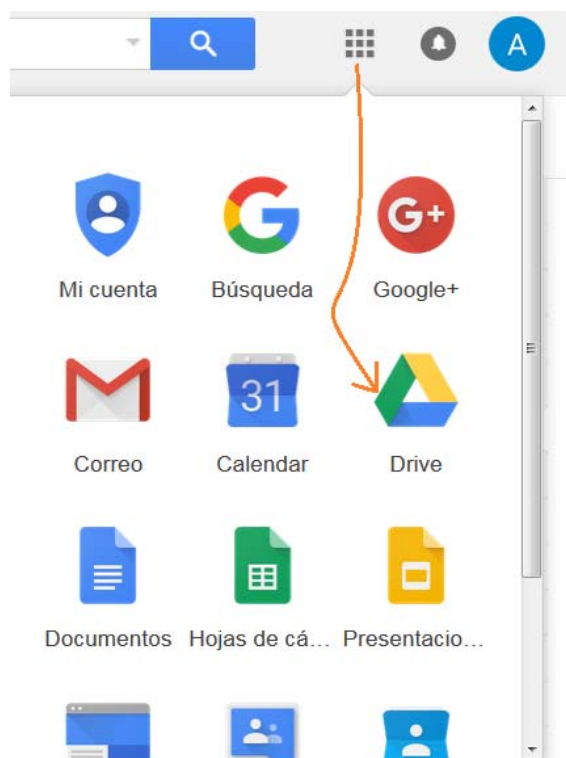 A
G+
Mi cuenta Búsqueda Google+
31
Correo Calendar Drive
Documentos Hojas de cá... Presentacio...